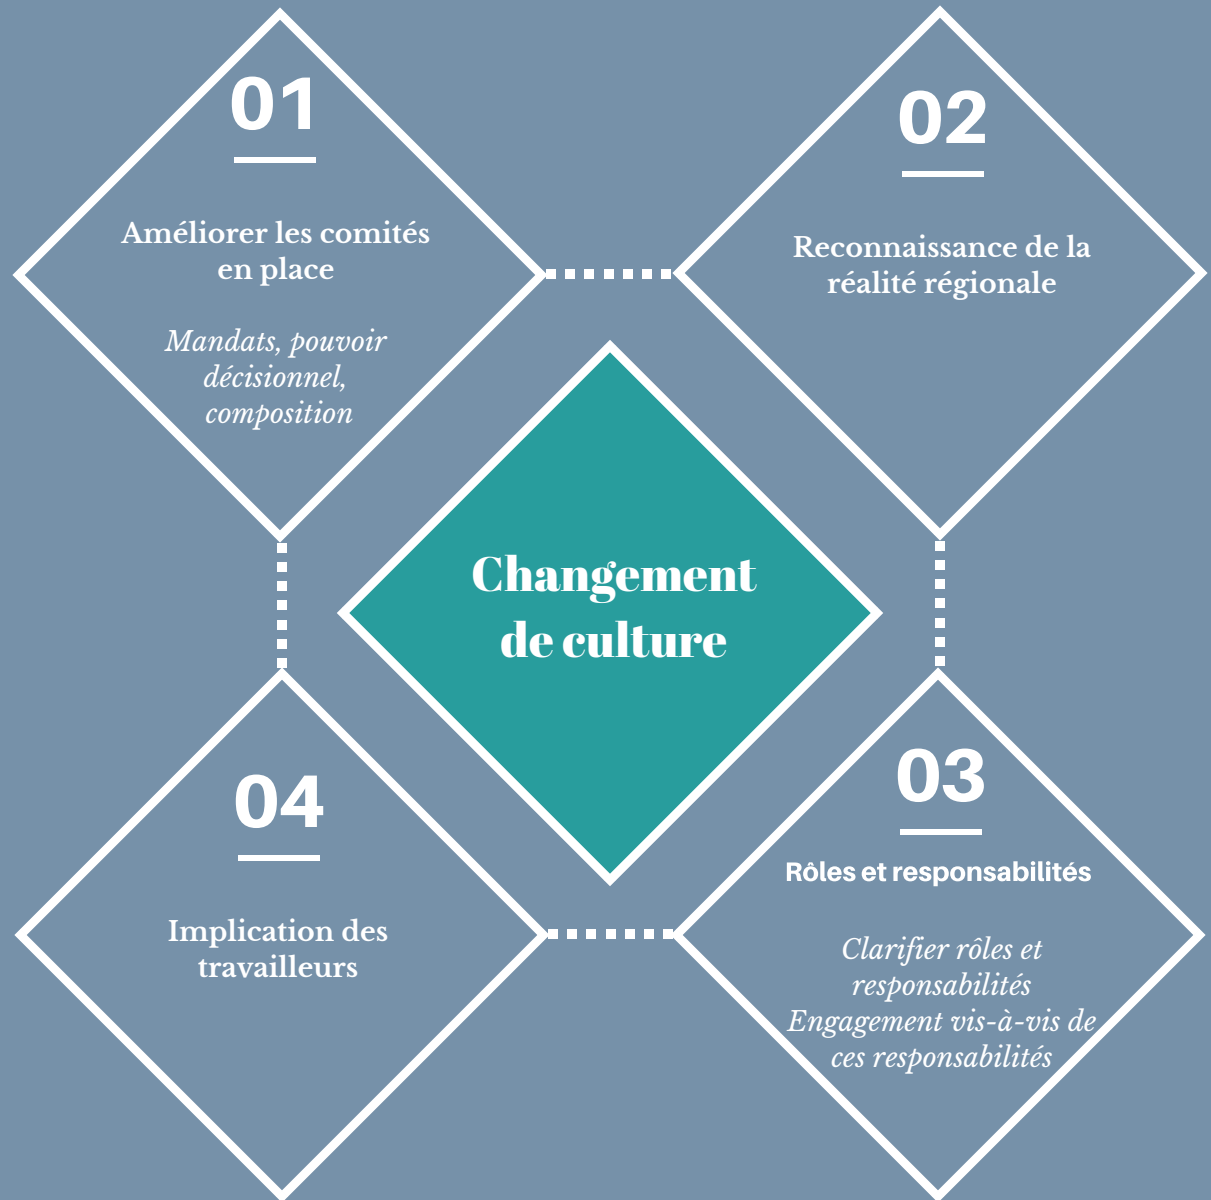 01
Améliorer les comités
en place
Mandats, pouvoir
décisionnel,
composition
02
Reconnaissance de la
réalité régionale
Changement
de culture
04
Implication des
travailleurs
03
Rôles et responsabilités
Clarifier rôles et
responsabilités
Engagement vis-à-vis de
ces responsabilités